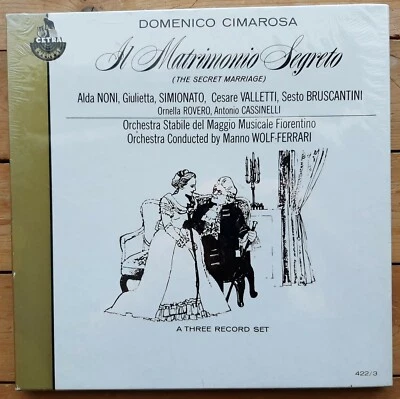 CETRA
DOMENICO CIMAROSA
Il Matrimonio Segreto
(THE SECRET MARRIAGE)
Alda NONI, Giulietta, SIMIONATO, Cesare VALLETTI, Sesto BRUSCANTINI
Ornella ROVERO, Antonio CASSINELLI
Orchestra Stabile del Maggio Musicale Fiorentino
Orchestra Conducted by Manno WOLF-FERRARI
A THREE RECORD SET
422/3